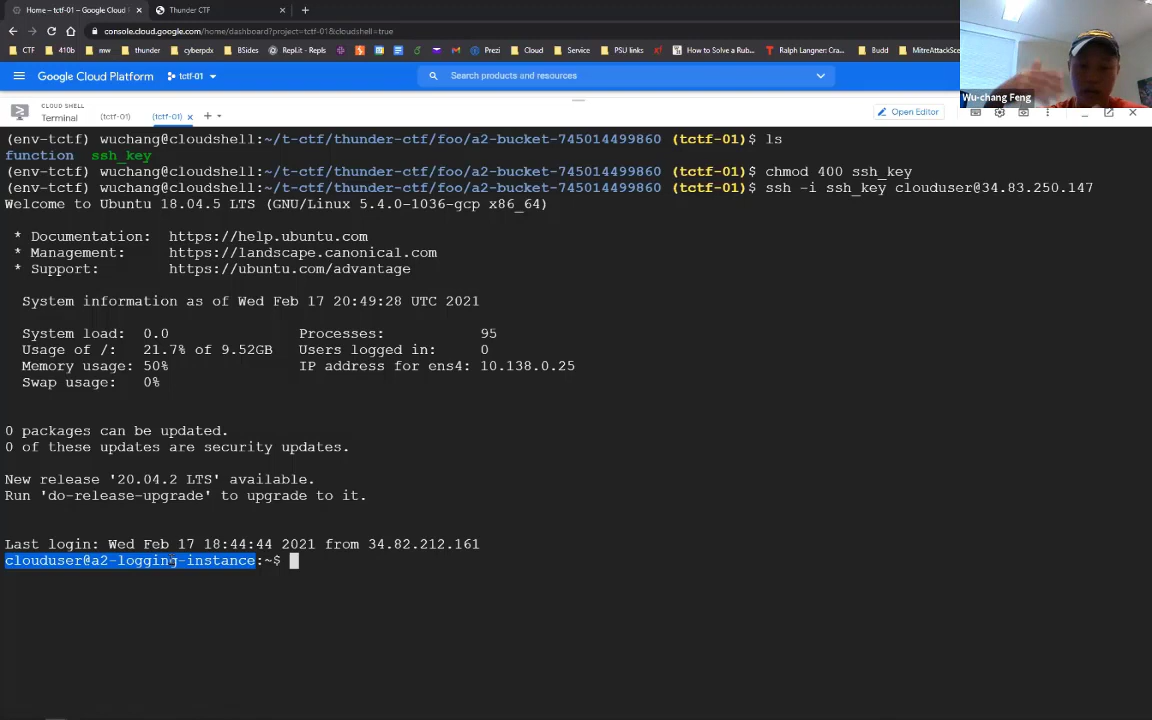 Home – Google Cloud
Thunder CTF
console.cloud.google.com/home/dashboard?project=tctf-01&cloudshell=true
CTF 410b mw thunder cyberpdx BSides Repl.it - Repls Prezi Cloud Service PSU links How to Solve a Rub... Ralph Langner: Cra... Budd MitreAttackSce
Google Cloud Platform tctf-01 Search products and resources
Wu-chang Feng
CLOUD SHELL
Terminal (tctf-01) (tctf-01) Open Editor
(env-tctf) wuchang@cloudshell:~/t-ctf/thunder-ctf/foo/a2-bucket-745014499860 (tctf-01)$ ls
function ssh_key
(env-tctf) wuchang@cloudshell:~/t-ctf/thunder-ctf/foo/a2-bucket-745014499860 (tctf-01)$ chmod 400 ssh_key
(env-tctf) wuchang@cloudshell:~/t-ctf/thunder-ctf/foo/a2-bucket-745014499860 (tctf-01)$ ssh -i ssh_key clouduser@34.83.250.147
Welcome to Ubuntu 18.04.5 LTS (GNU/Linux 5.4.0-1036-gcp x86_64)
* Documentation: https://help.ubuntu.com
* Management: https://landscape.canonical.com
* Support: https://ubuntu.com/advantage
System information as of Wed Feb 17 20:49:28 UTC 2021
System load: 0.0 Processes: 95
Usage of /: 21.7% of 9.52GB Users logged in: 0
Memory usage: 50% IP address for ens4: 10.138.0.25
Swap usage: 0%
0 packages can be updated.
0 of these updates are security updates.
New release '20.04.2 LTS' available.
Run 'do-release-upgrade' to upgrade to it.
Last login: Wed Feb 17 18:44:44 2021 from 34.82.212.161
clouduser@a2-logging-instance:~$